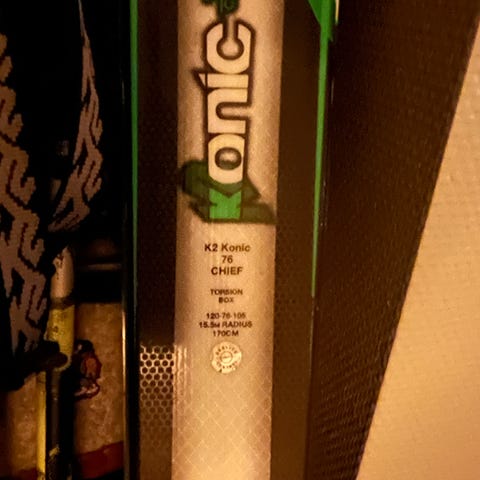 Konic
K2 Konic
76
CHIEF
TORSION
BOX
120-76-105
15.5M RADIUS
170CM